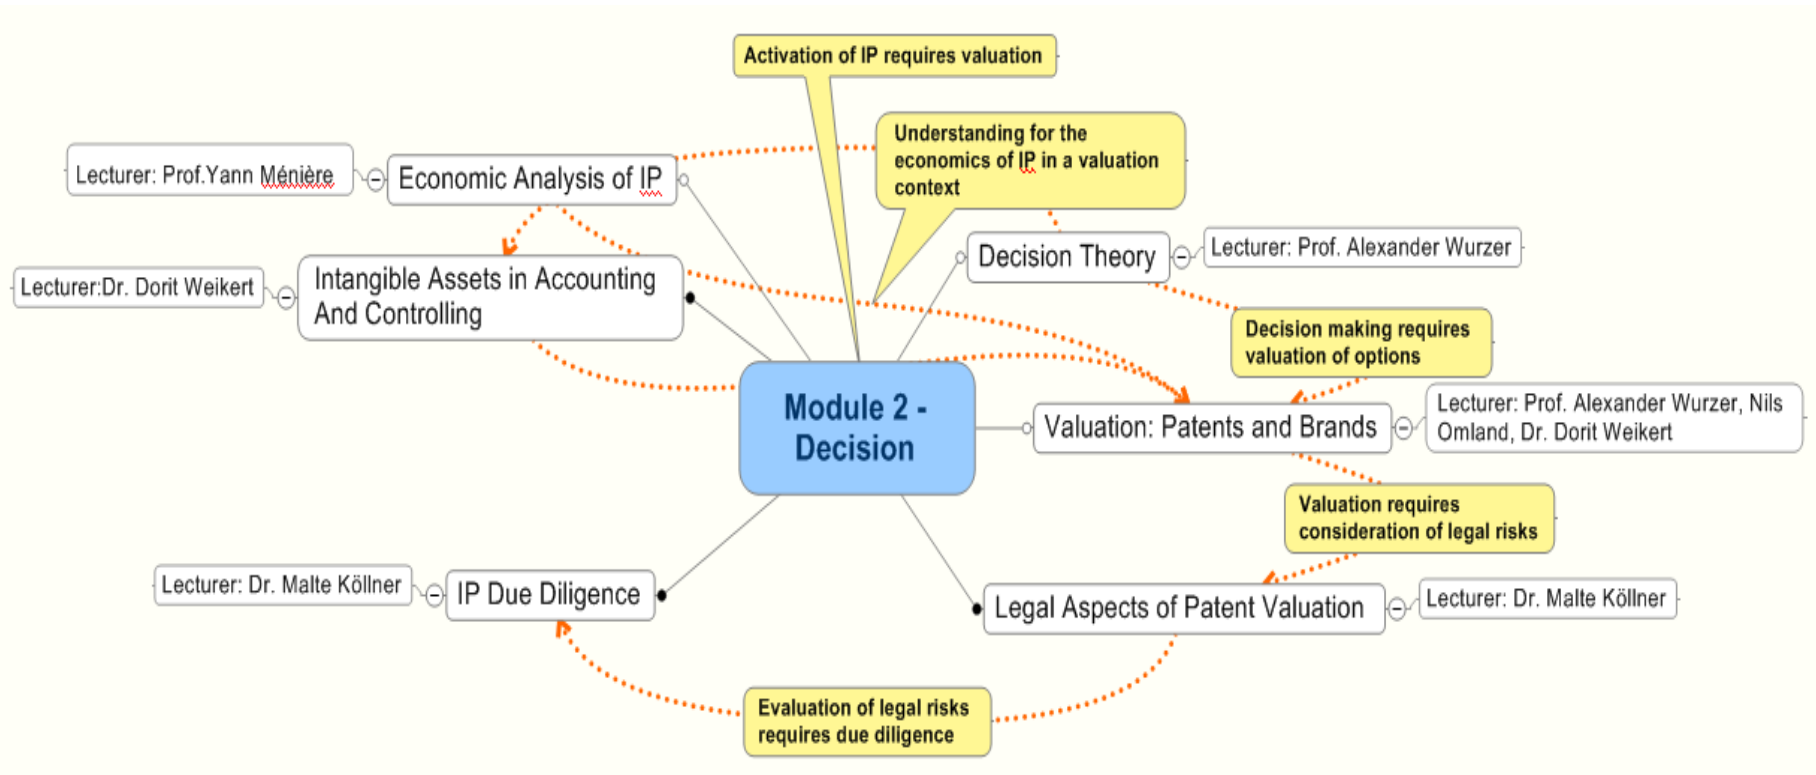 Activation of IP requires valuation
Understanding for the
economics of IP in a valuation
context
Lecturer: Prof.Yann Ménière
Economic Analysis of IP
Decision Theory
Lecturer: Prof. Alexander Wurzer
Lecturer:Dr. Dorit Weikert
Intangible Assets in Accounting
And Controlling
Decision making requires
valuation of options
Module 2 -
Decision
Valuation: Patents and Brands
Lecturer: Prof. Alexander Wurzer, Nils
Omland, Dr. Dorit Weikert
Valuation requires
consideration of legal risks
Lecturer: Dr. Malte Köllner
IP Due Diligence
Legal Aspects of Patent Valuation
Lecturer: Dr. Malte Köllner
Evaluation of legal risks
requires due diligence